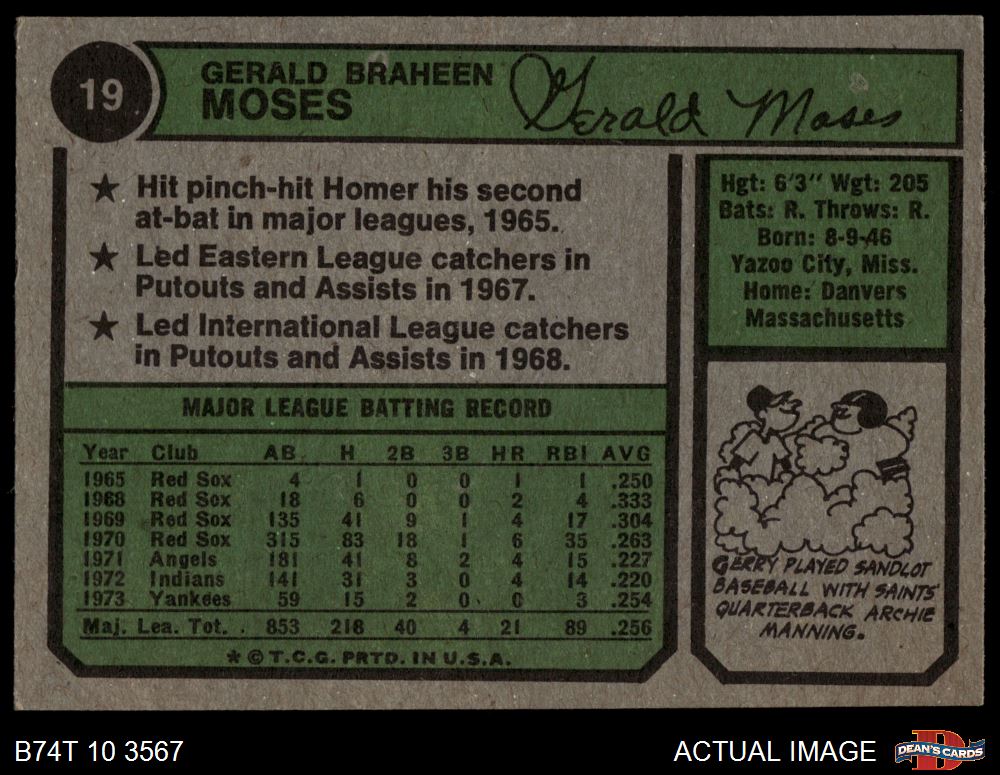 19
GERALD BRAHEEN
MOSES
Gerald Moses
★ Hit pinch-hit Homer his second
at-bat in major leagues, 1965.
★ Led Eastern League catchers in
Putouts and Assists in 1967.
★ Led International League catchers
in Putouts and Assists in 1968.
Hgt: 6'3" Wgt: 205
Bats: R. Throws: R.
Born: 8-9-46
Yazoo City, Miss.
Home: Danvers
Massachusetts
MAJOR LEAGUE BATTING RECORD
Year Club AB H 2B 3B HR RBI AVG
1965 Red Sox 4 1 0 0 1 1 .250
1968 Red Sox 18 6 0 0 2 4 .333
1969 Red Sox 135 41 9 1 4 17 .304
1970 Red Sox 315 83 18 1 6 35 .263
1971 Angels 181 41 8 2 4 15 .227
1972 Indians 141 31 3 0 4 14 .220
1973 Yankees 59 15 2 0 0 3 .254
Maj. Lea. Tot. 853 218 40 4 21 89 .256
★ © T.C.G. PRTD. IN U.S.A.
GERRY PLAYED SANDLOT
BASEBALL WITH SAINTS'
QUARTERBACK ARCHIE
MANNING.
B74T 10 3567
ACTUAL IMAGE
DEAN'S CARDS